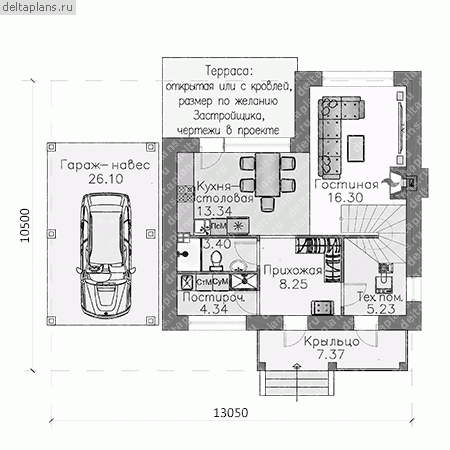 deltaplans.ru
Терраса:
открытая или с кровлей,
размер по желанию
Застройщика,
чертежи в проекте
Гараж-навес
26.10
Кухня-
столовая
13.34
Гостиная
16.30
ПсМ
3.40
Прихожая
8.25
СтМ СуМ
Постироч.
4.34
Тех.пом.
5.23
Крыльцо
7.37
10500
13050